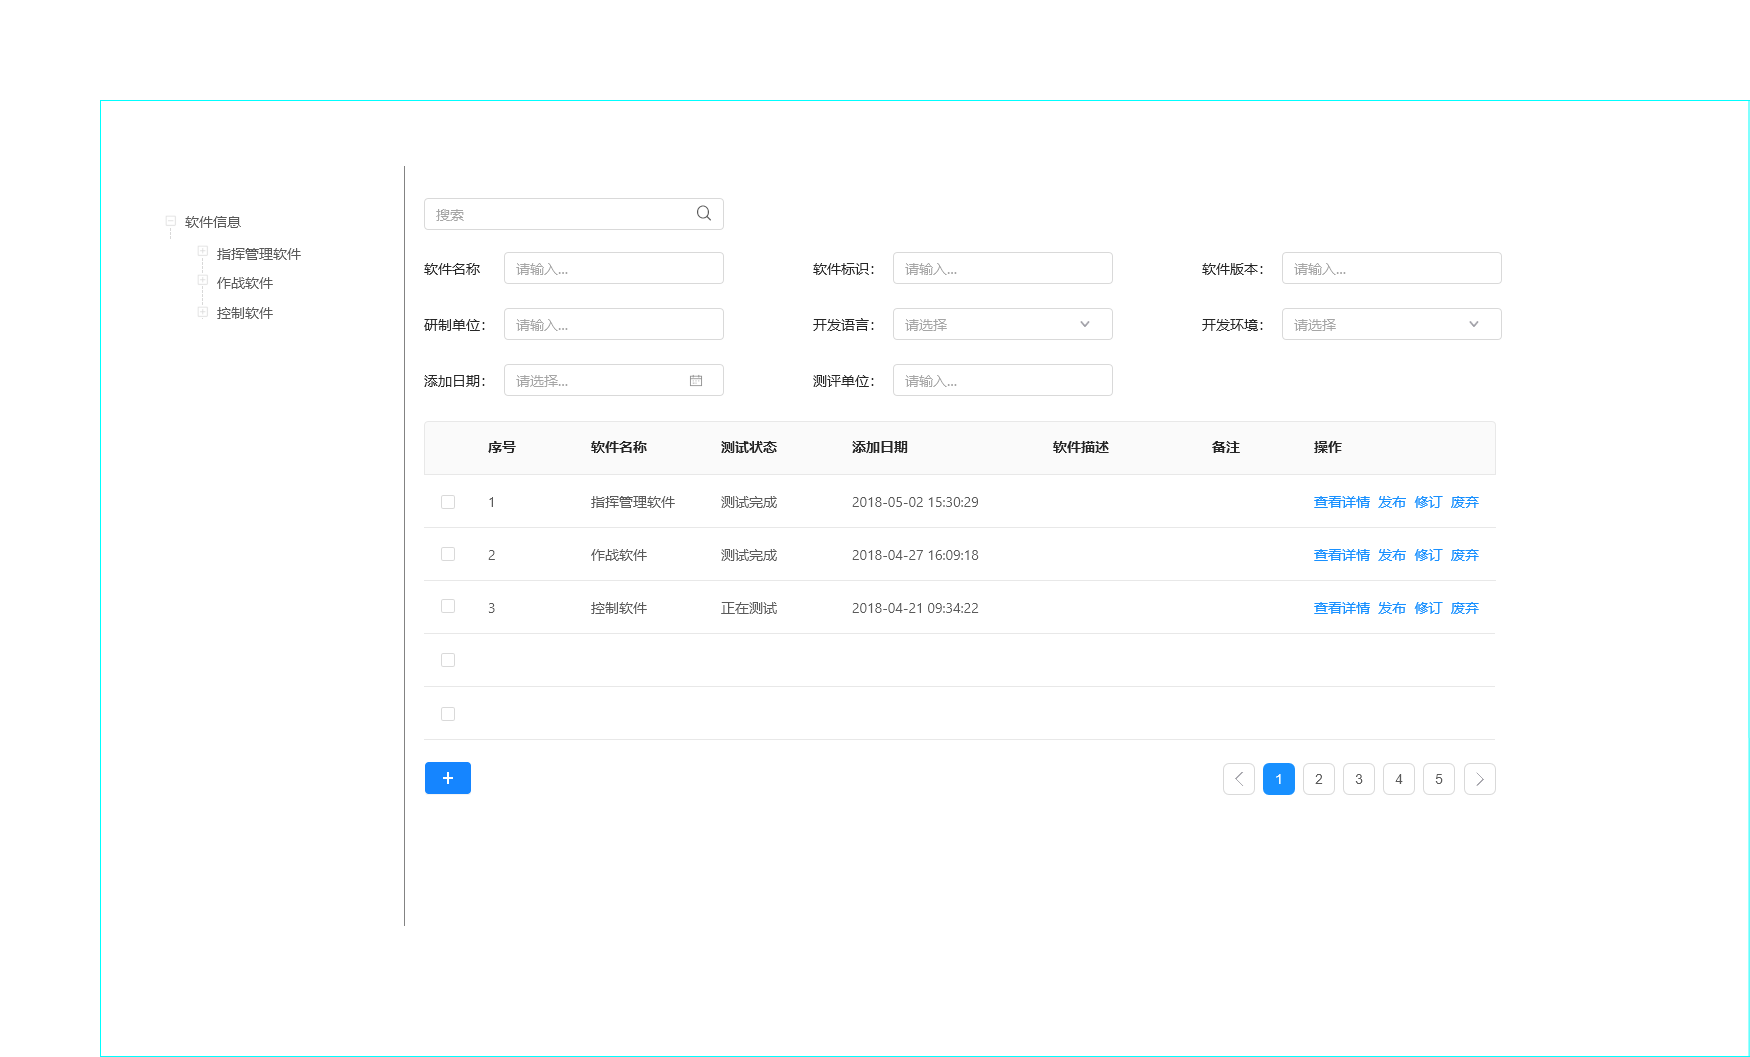 软件信息
指挥管理软件
作战软件
控制软件
搜索
软件名称 请输入... 软件标识： 请输入... 软件版本： 请输入...
研制单位： 请输入... 开发语言： 请选择 开发环境： 请选择
添加日期： 请选择... 测评单位： 请输入...
序号 软件名称 测试状态 添加日期 软件描述 备注 操作
1 指挥管理软件 测试完成 2018-05-02 15:30:29 查看详情 发布 修订 废弃
2 作战软件 测试完成 2018-04-27 16:09:18 查看详情 发布 修订 废弃
3 控制软件 正在测试 2018-04-21 09:34:22 查看详情 发布 修订 废弃
+ 1 2 3 4 5